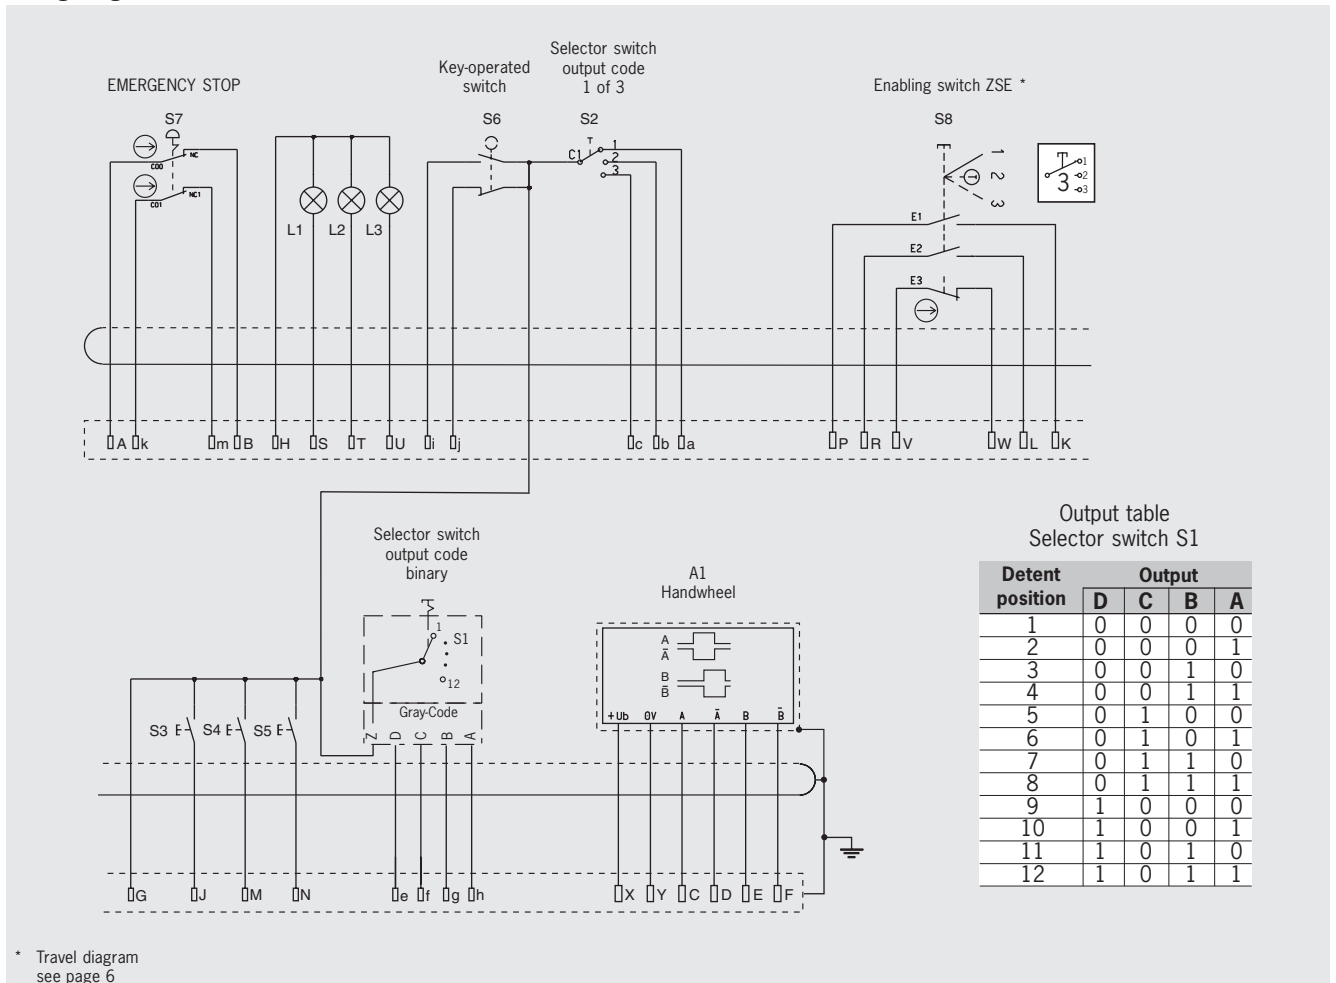 Selector switch
output code
1 of 3
Key-operated
switch
EMERGENCY STOP
Enabling switch ZSE *
S7
S6
S2
S8
NC
C00
NC1
C01
C1
1
2
3
1
2
3
3
1
2
3
L1
L2
L3
E1
E2
E3
A k m B H S T U i j c b a P R V W L K
Selector switch
output code
binary
S1
1
12
Gray-Code
Z D C B A
S3
S4
S5
A1
Handwheel
A
A̅
B
B̅
+Ub 0V A A̅ B B̅
G J M N e f g h X Y C D E F
Output table
Selector switch S1
Detent position Output
D C B A
1 0 0 0 0
2 0 0 0 1
3 0 0 1 0
4 0 0 1 1
5 0 1 0 0
6 0 1 0 1
7 0 1 1 0
8 0 1 1 1
9 1 0 0 0
10 1 0 0 1
11 1 0 1 0
12 1 0 1 1
* Travel diagram
see page 6